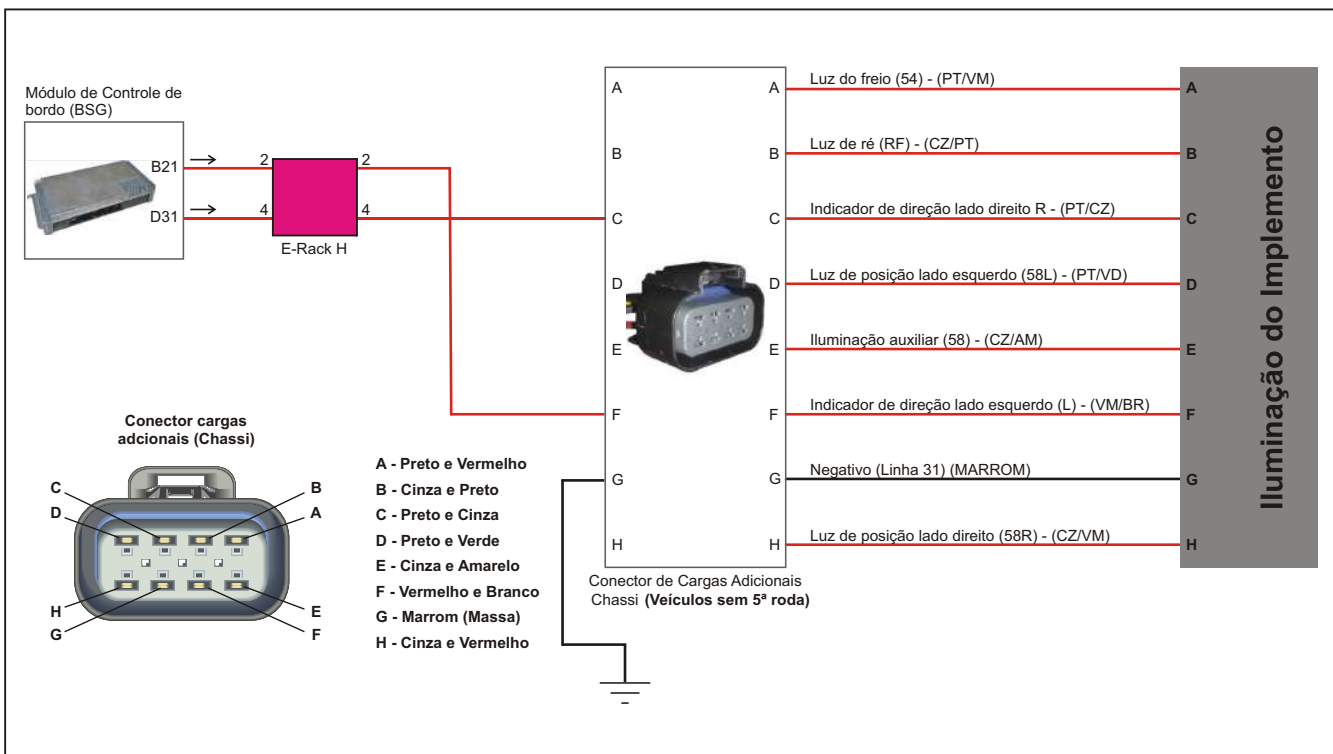 Módulo de Controle de
bordo (BSG)
B21
D31
2
4
2
4
E-Rack H
A
B
C
D
E
F
G
H
A
B
C
D
E
F
G
H
Conector de Cargas Adicionais
Chassi (Veículos sem 5ª roda)
Luz do freio (54) - (PT/VM)
Luz de ré (RF) - (CZ/PT)
Indicador de direção lado direito R - (PT/CZ)
Luz de posição lado esquerdo (58L) - (PT/VD)
Iluminação auxiliar (58) - (CZ/AM)
Indicador de direção lado esquerdo (L) - (VM/BR)
Negativo (Linha 31) (MARROM)
Luz de posição lado direito (58R) - (CZ/VM)
A
B
C
D
E
F
G
H
Iluminação do Implemento
Conector cargas
adcionais (Chassi)
C
D
B
A
H
G
E
F
A - Preto e Vermelho
B - Cinza e Preto
C - Preto e Cinza
D - Preto e Verde
E - Cinza e Amarelo
F - Vermelho e Branco
G - Marrom (Massa)
H - Cinza e Vermelho